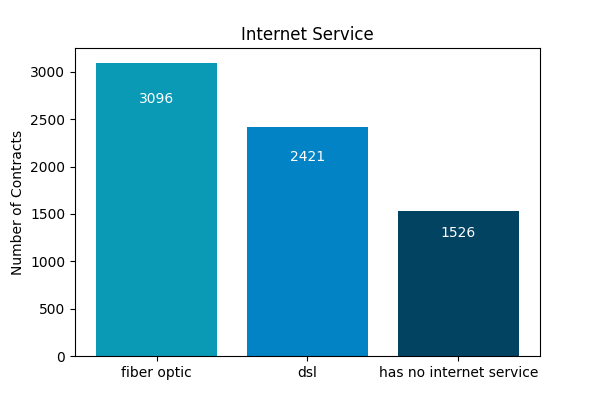 Internet Service
Number of Contracts
3000
2500
2000
1500
1000
500
0
3096
2421
1526
fiber optic
dsl
has no internet service